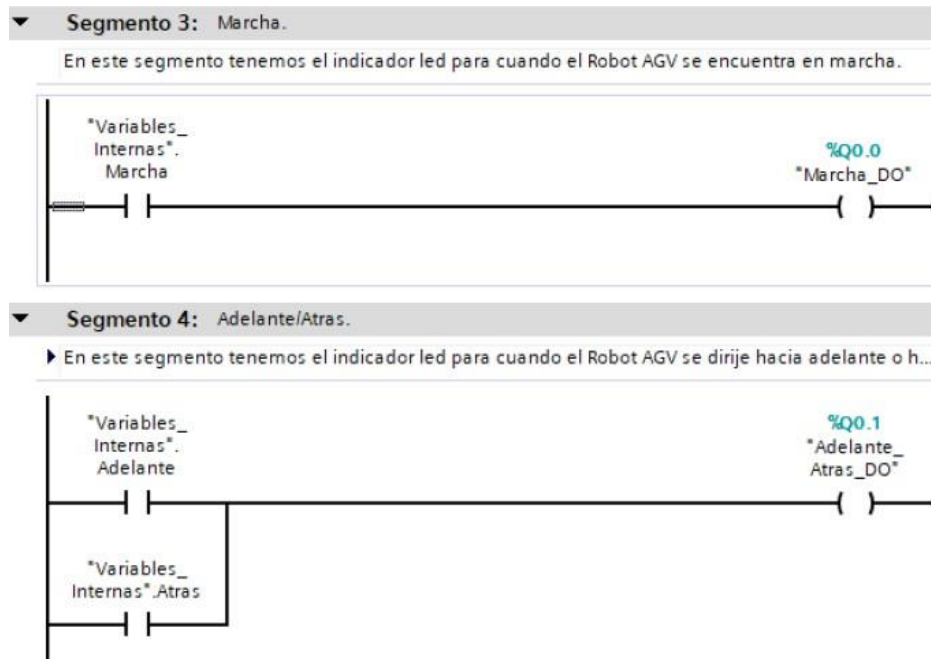 Segmento 3: Marcha.
En este segmento tenemos el indicador led para cuando el Robot AGV se encuentra en marcha.
"Variables_
Internas".
Marcha
%Q0.0
"Marcha_DO"
Segmento 4: Adelante/Atras.
En este segmento tenemos el indicador led para cuando el Robot AGV se dirije hacia adelante o h...
"Variables_
Internas".
Adelante
%Q0.1
"Adelante_
Atras_DO"
"Variables_
Internas".Atras